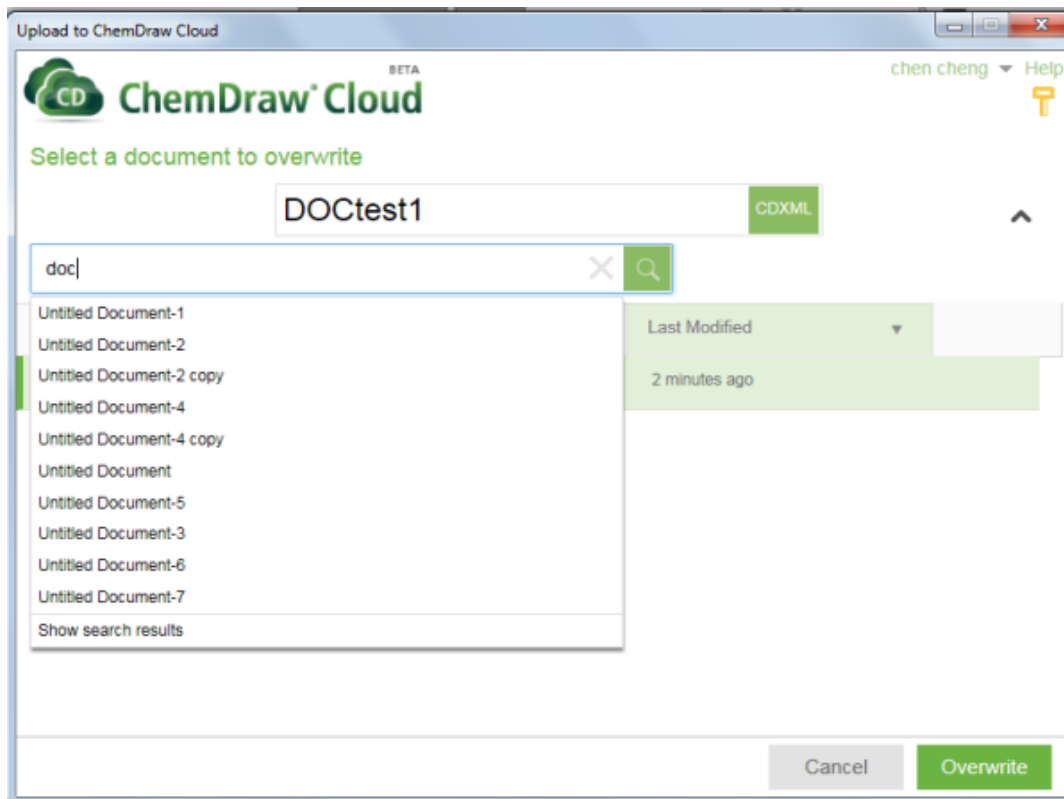 Upload to ChemDraw Cloud
CD
BETA
ChemDraw® Cloud
chen cheng Help
Select a document to overwrite
DOCtest1 CDXML
doc
Last Modified
2 minutes ago
Untitled Document-1
Untitled Document-2
Untitled Document-2 copy
Untitled Document-4
Untitled Document-4 copy
Untitled Document
Untitled Document-5
Untitled Document-3
Untitled Document-6
Untitled Document-7
Show search results
Cancel Overwrite